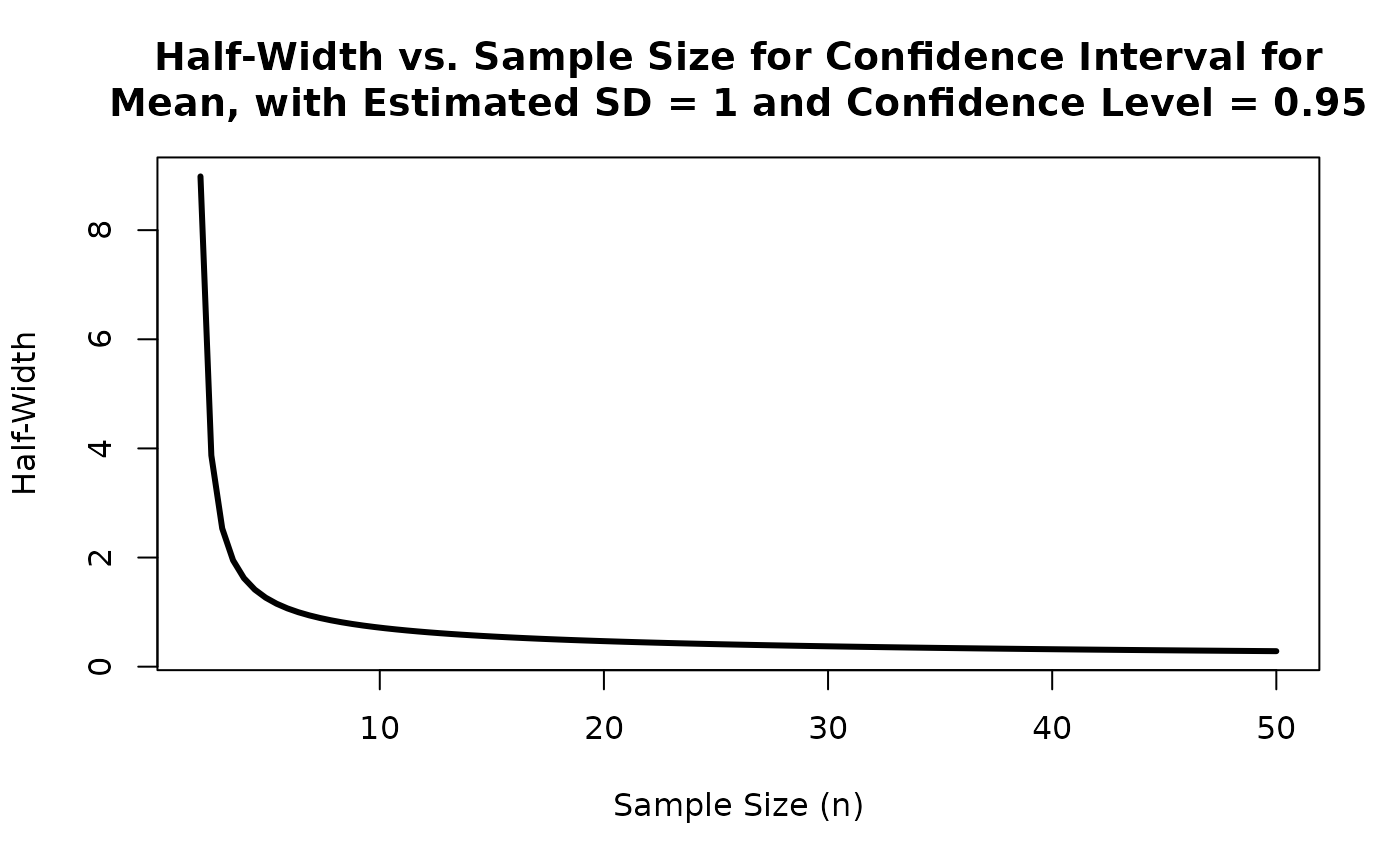 Half-Width vs. Sample Size for Confidence Interval for
Mean, with Estimated SD = 1 and Confidence Level = 0.95
8
6
4
2
0
Half-Width
10 20 30 40 50
Sample Size (n)